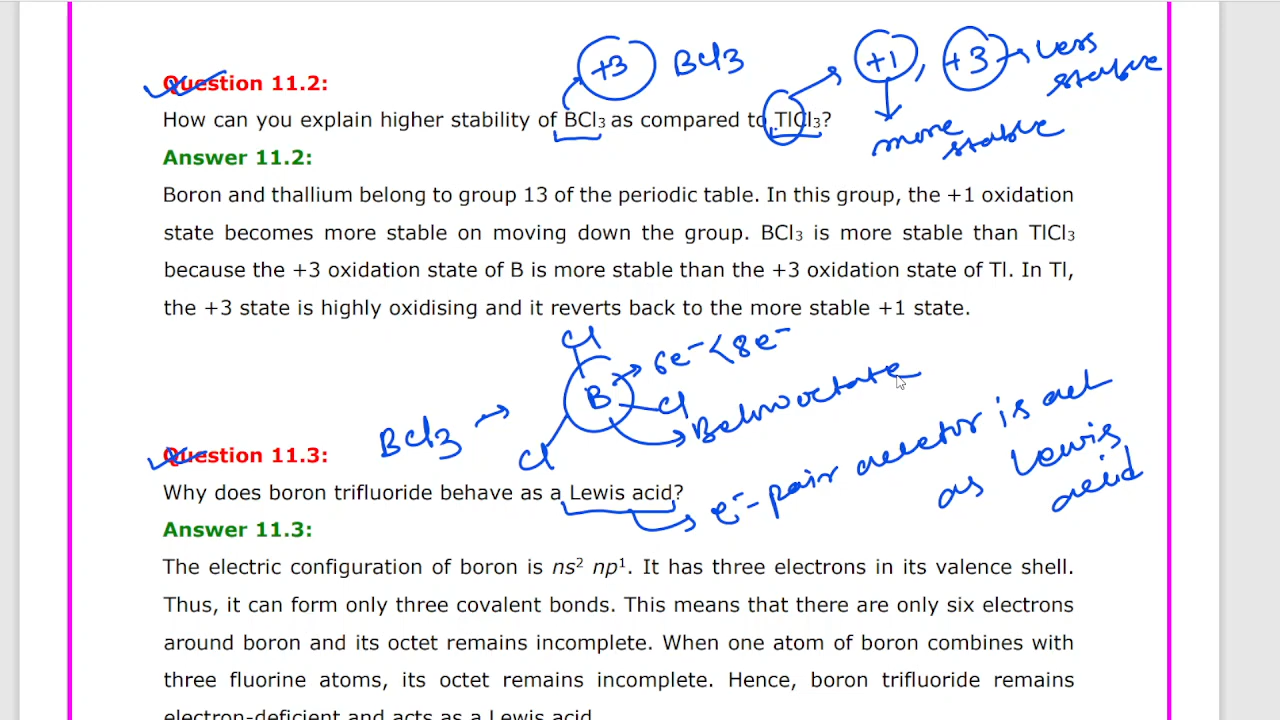 +3 BCl3 +1, +3 → less stable
Question 11.2:
How can you explain higher stability of BCl₃ as compared to TlCl₃?
more stable
Answer 11.2:
Boron and thallium belong to group 13 of the periodic table. In this group, the +1 oxidation
state becomes more stable on moving down the group. BCl₃ is more stable than TlCl₃
because the +3 oxidation state of B is more stable than the +3 oxidation state of Tl. In Tl,
the +3 state is highly oxidising and it reverts back to the more stable +1 state.
Cl
B → 6e⁻ < 8e⁻
Cl
BCl3 →
Cl
Question 11.3:
Why does boron trifluoride behave as a Lewis acid?
e⁻-pair is
as Lewis acid
Answer 11.3:
The electric configuration of boron is ns² np¹. It has three electrons in its valence shell.
Thus, it can form only three covalent bonds. This means that there are only six electrons
around boron and its octet remains incomplete. When one atom of boron combines with
three fluorine atoms, its octet remains incomplete. Hence, boron trifluoride remains
electron-deficient and acts as a Lewis acid.